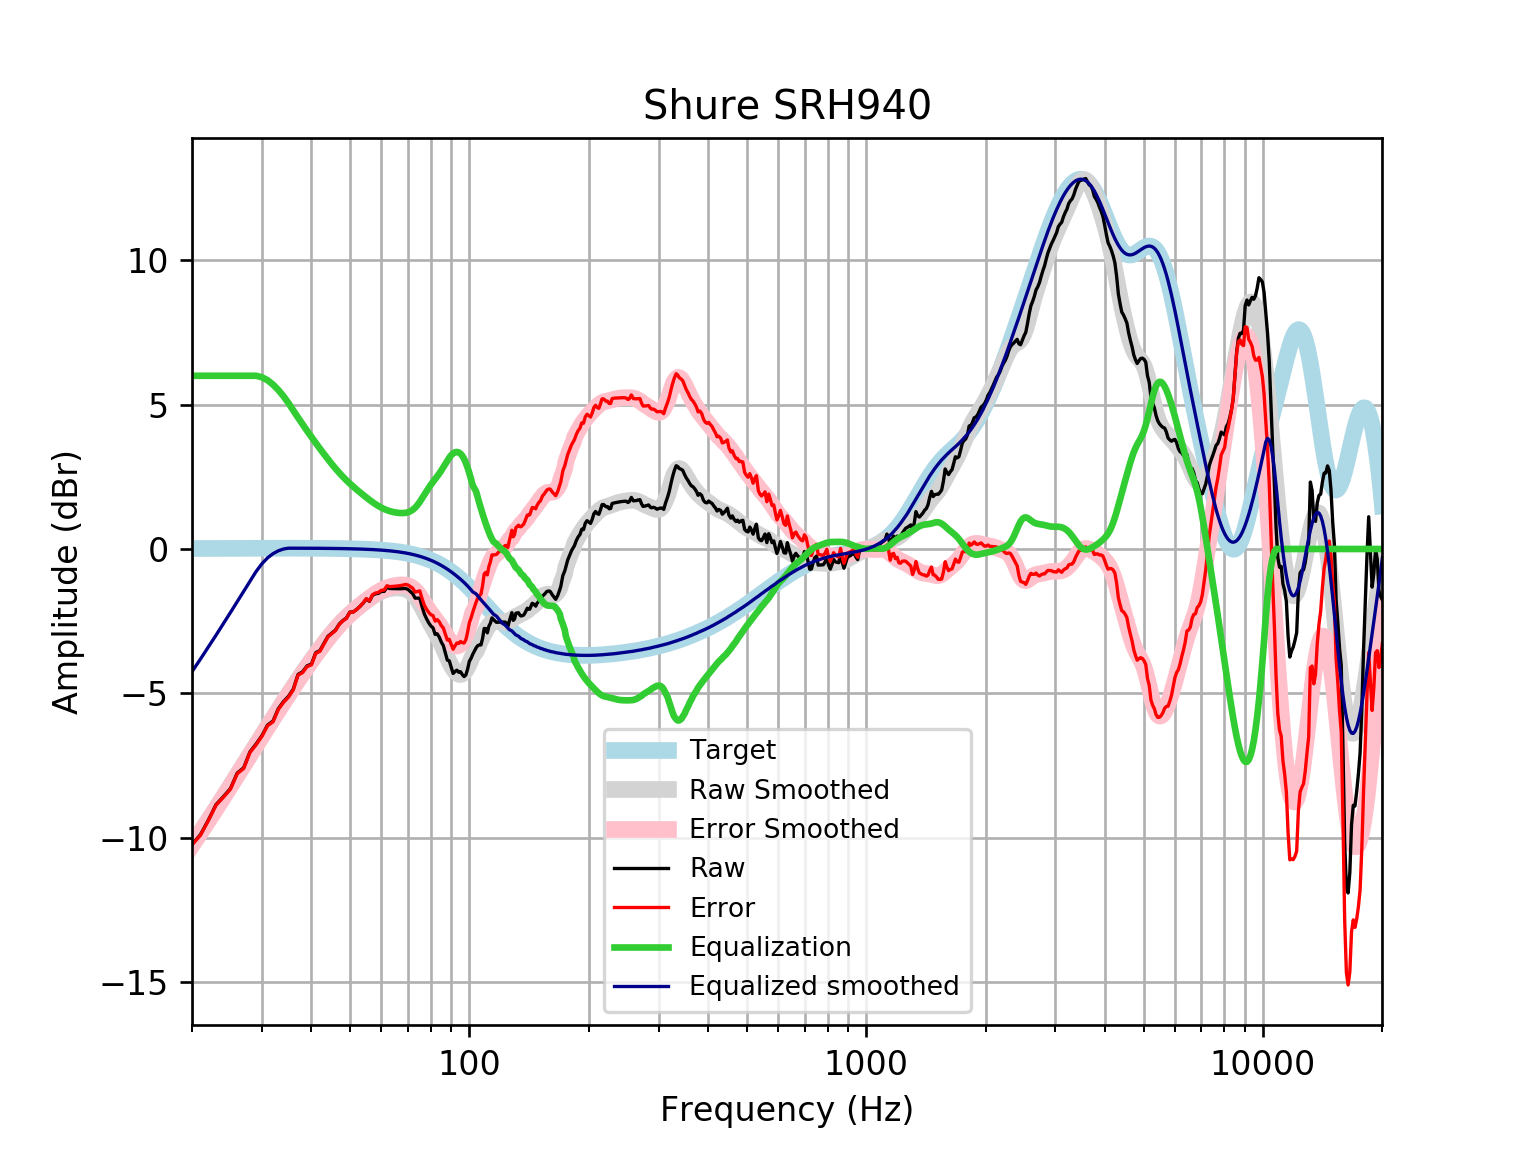 Shure SRH940
Amplitude (dBr)
10
5
0
−5
−10
−15
Target
Raw Smoothed
Error Smoothed
Raw
Error
Equalization
Equalized smoothed
100
1000
10000
Frequency (Hz)